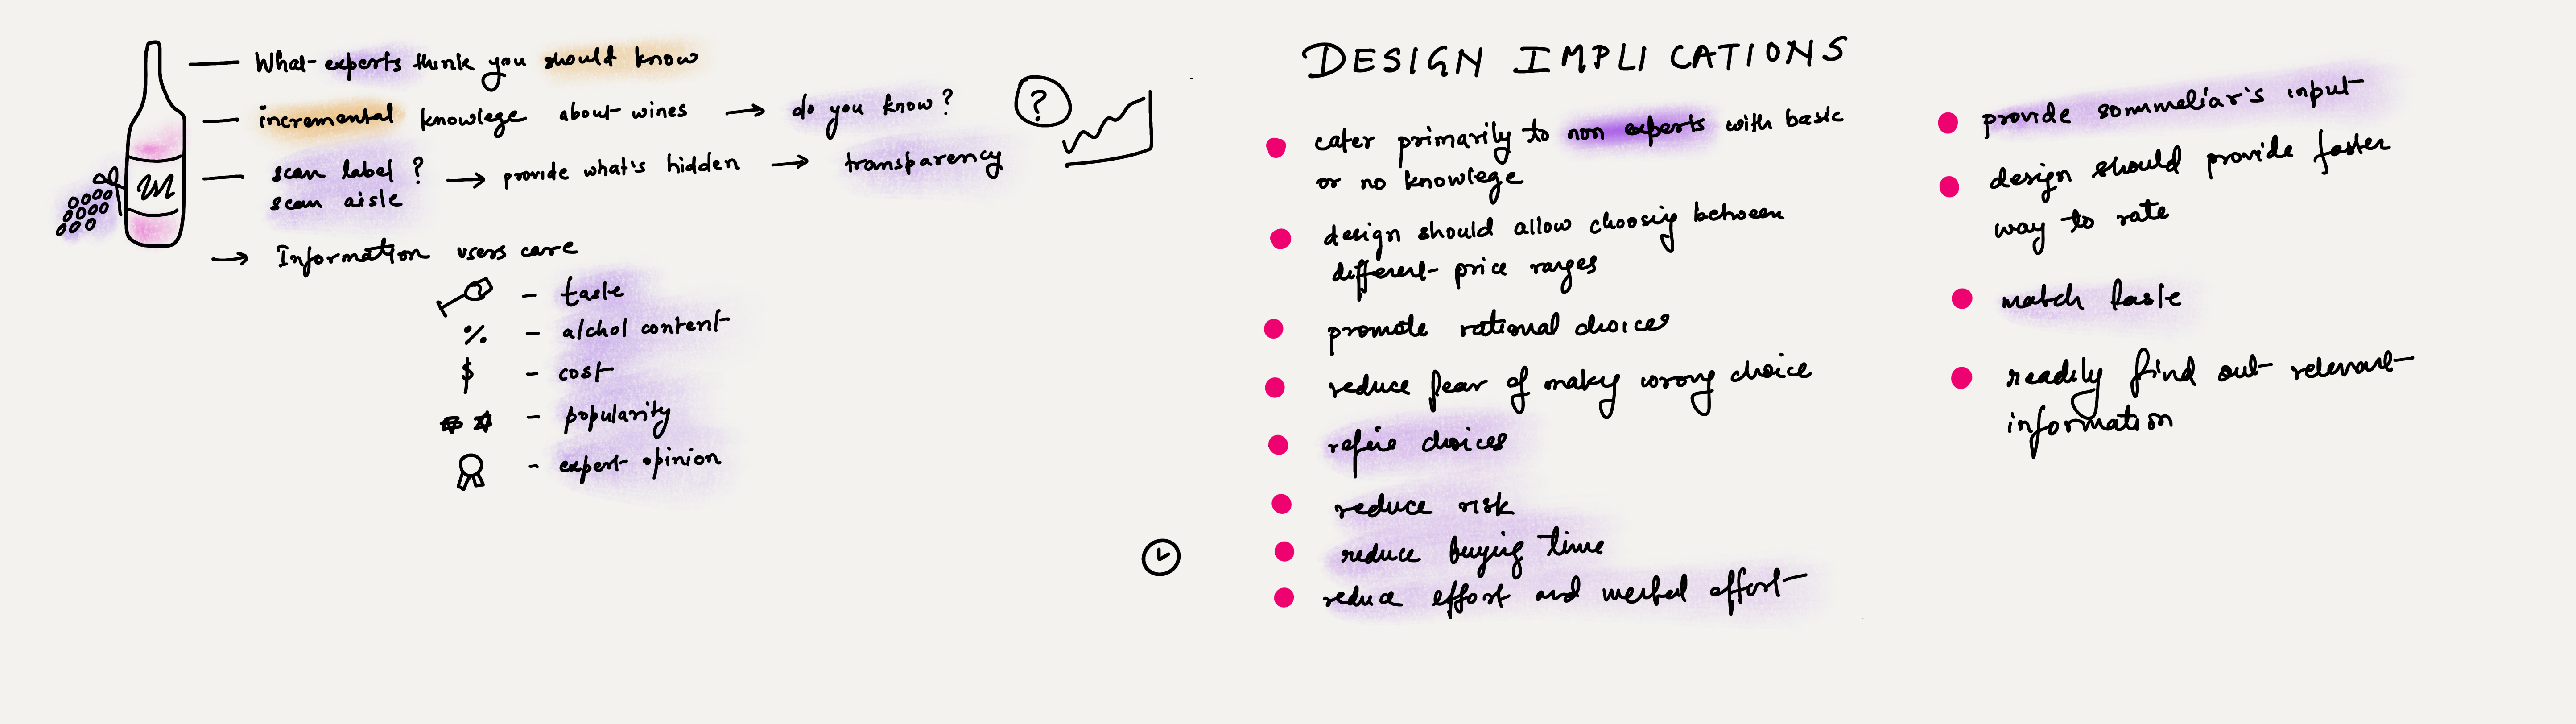 What experts think you should know
incremental knowlege about wines → do you know?
?
scan label ?
scan aisle
→ provide what's hidden → transparency
→ Information users care
- taste
% - alchol content
$ - cost
- popularity
- expert opinion
DESIGN IMPLICATIONS
cater primarily to non experts with basic
or no knowlege
design should allow choosing between
different price ranges
promote rational choices
reduce fear of making wrong choice
refine choices
reduce risk
reduce buying time
reduce effort and mental effort
provide sommeliar's input
design should provide faster
way to rate
match taste
readily find out relevant
information